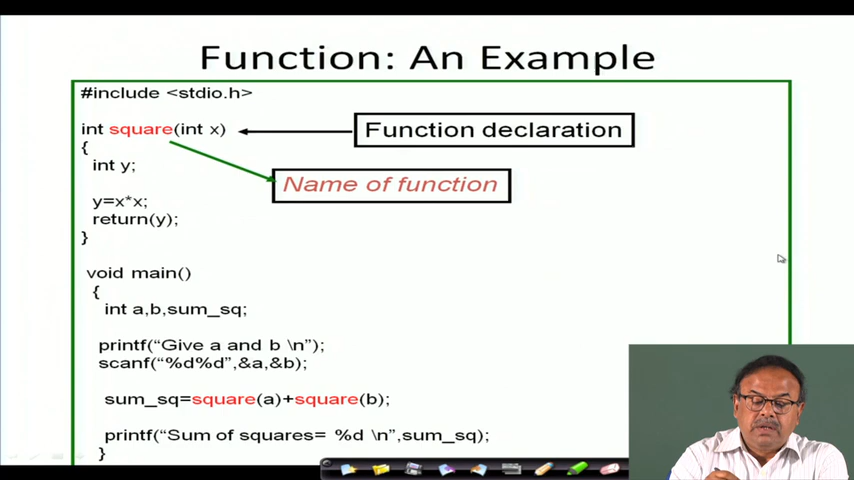 Function: An Example
#include <stdio.h>
int square(int x)
Function declaration
{
int y;
Name of function
y=x*x;
return(y);
}
void main()
{
int a,b,sum_sq;
printf(“Give a and b \n”);
scanf(“%d%d”,&a,&b);
sum_sq=square(a)+square(b);
printf(“Sum of squares= %d \n”,sum_sq);
}